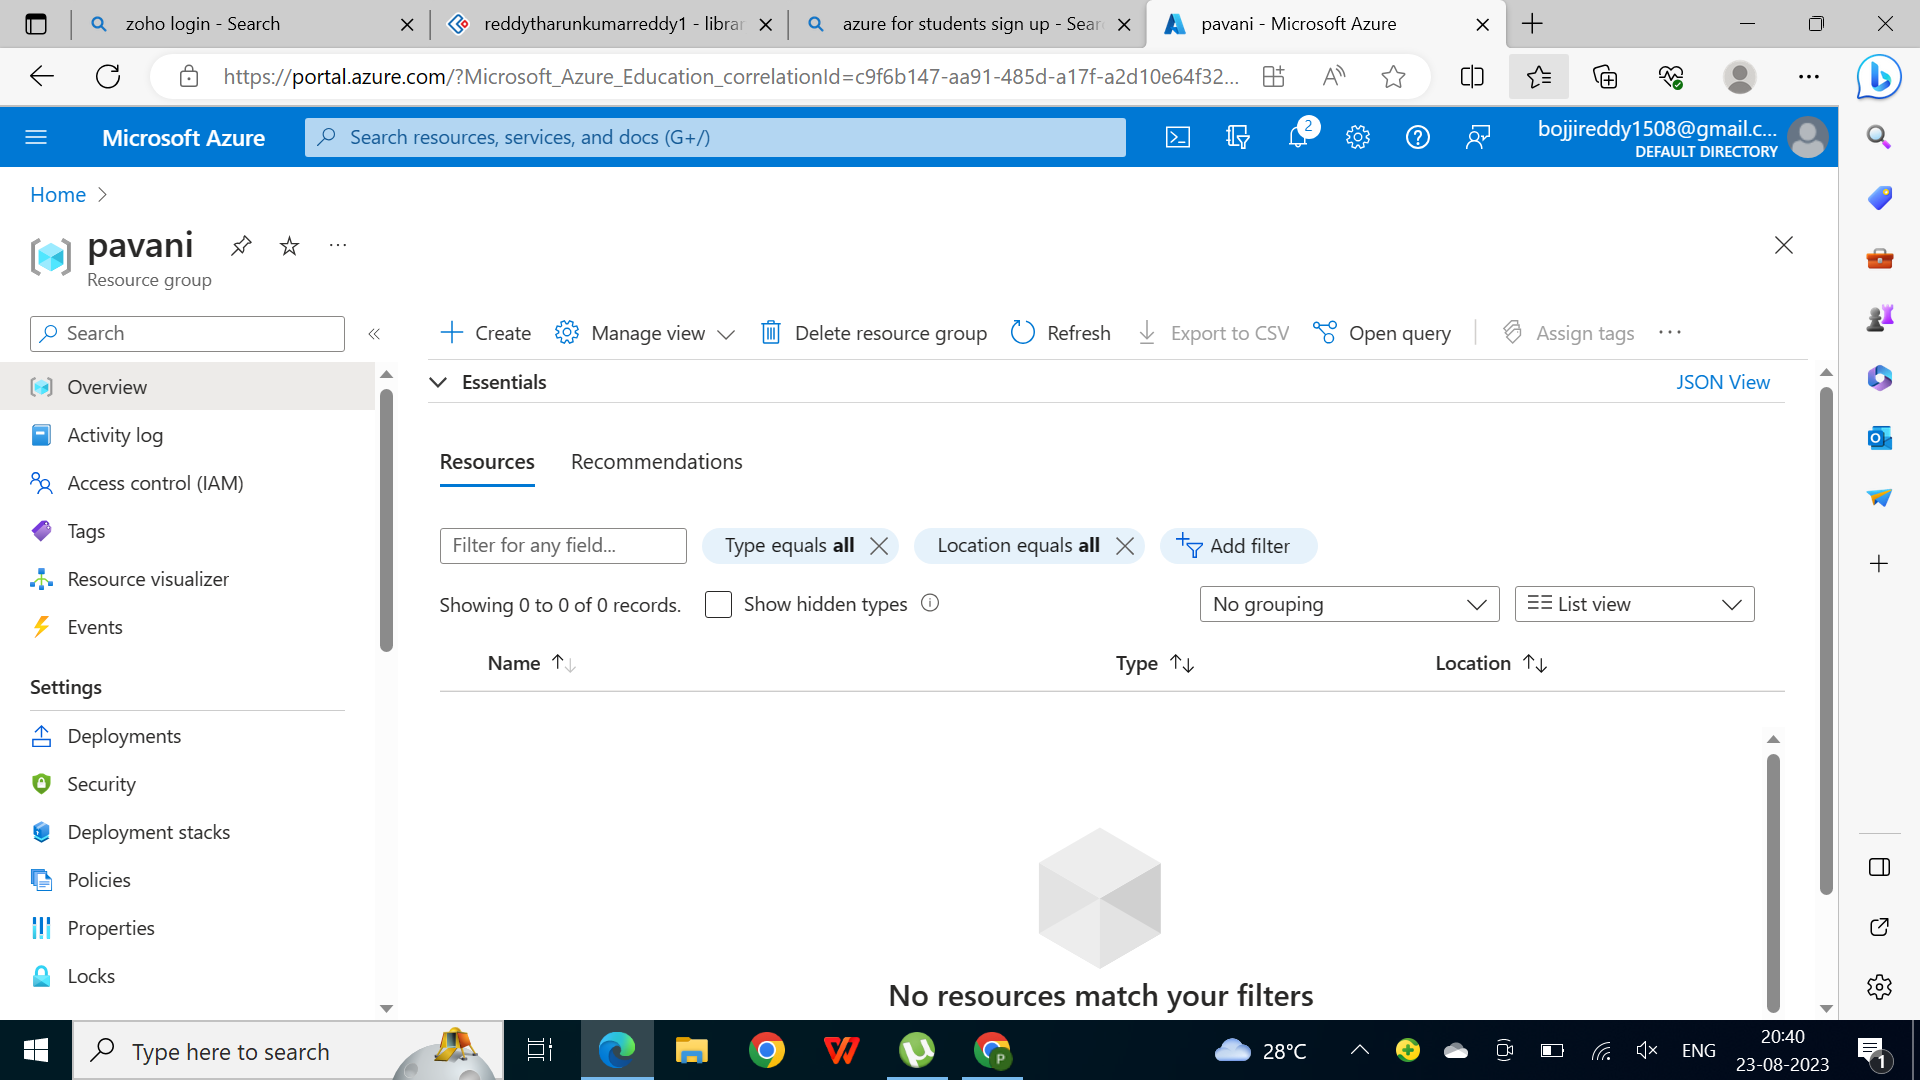 zoho login - Search
reddytharunkumarreddy1 - librar
azure for students sign up - Sear
pavani - Microsoft Azure
https://portal.azure.com/?Microsoft_Azure_Education_correlationId=c9f6b147-aa91-485d-a17f-a2d10e64f32...
Microsoft Azure
Search resources, services, and docs (G+/)
2
bojjireddy1508@gmail.c...
DEFAULT DIRECTORY
Home
pavani
Resource group
Search
Create
Manage view
Delete resource group
Refresh
Export to CSV
Open query
Assign tags
Overview
Activity log
Access control (IAM)
Tags
Resource visualizer
Events
Settings
Deployments
Security
Deployment stacks
Policies
Properties
Locks
Essentials
JSON View
Resources
Recommendations
Filter for any field...
Type equals all
Location equals all
Add filter
Showing 0 to 0 of 0 records.
Show hidden types
No grouping
List view
Name
Type
Location
No resources match your filters
Type here to search
P
28°C
ENG
20:40
23-08-2023
1